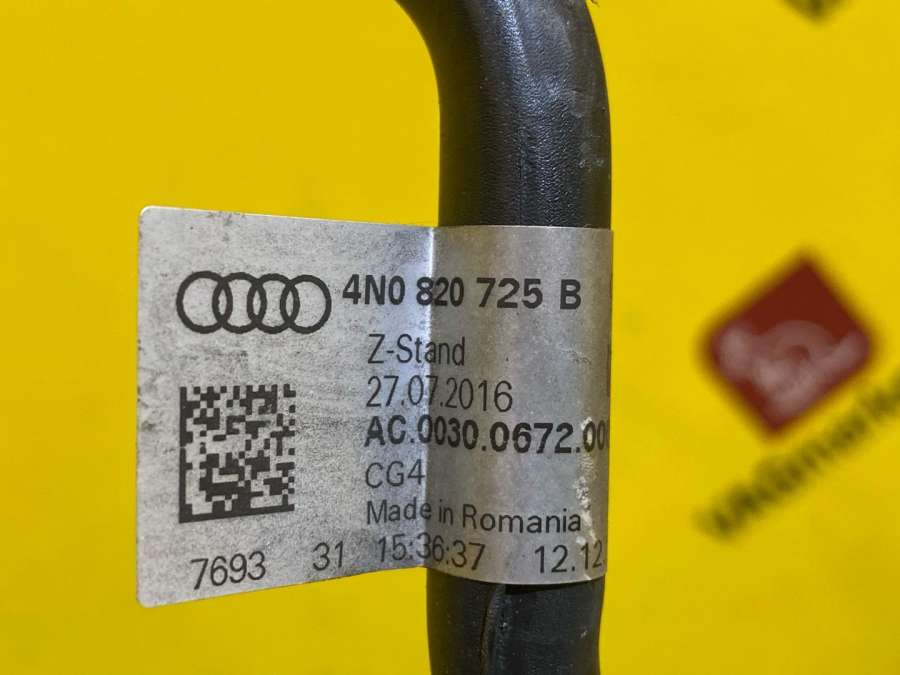 4N0 820 725 B
Z-Stand
27.07.2016
AC.0030.0672.00
CG4
Made in Romania
7693 31 15:36:37 12.12